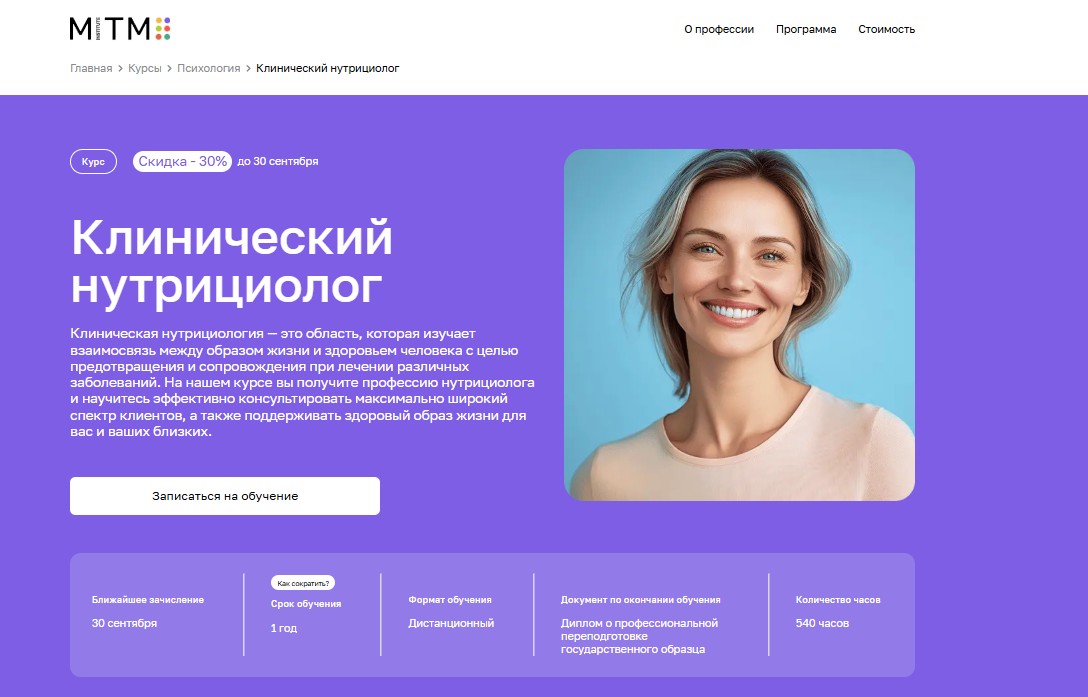 MITM
О профессии Программа Стоимость
Главная > Курсы > Психология > Клинический нутрициолог
Курс Скидка - 30% до 30 сентября
Клинический
нутрициолог
Клиническая нутрициология — это область, которая изучает
взаимосвязь между образом жизни и здоровьем человека с целью
предотвращения и сопровождения при лечении различных
заболеваний. На нашем курсе вы получите профессию нутрициолога
и научитесь эффективно консультировать максимально широкий
спектр клиентов, а также поддерживать здоровый образ жизни для
вас и ваших близких.
Записаться на обучение
Ближайшее зачисление
30 сентября
Как сократить?
Срок обучения
1 год
Формат обучения
Дистанционный
Документ по окончании обучения
Диплом о профессиональной
переподготовке
государственного образца
Количество часов
540 часов